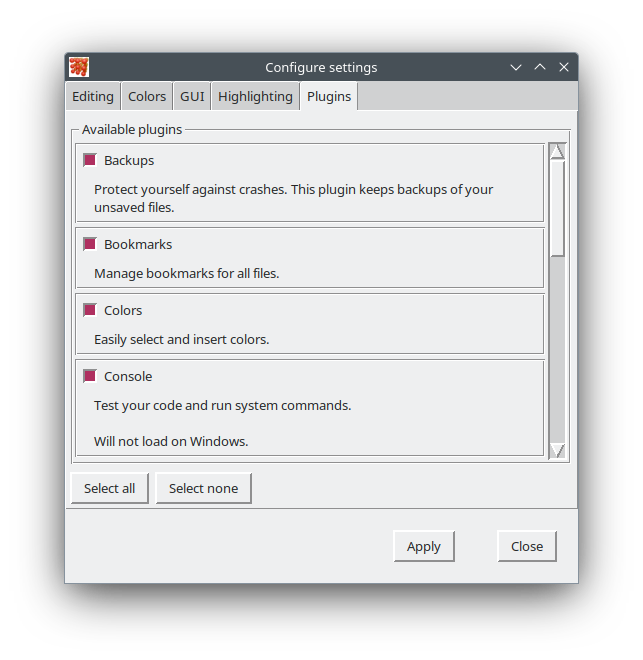 Configure settings
Editing Colors GUI Highlighting Plugins
Available plugins
Backups
Protect yourself against crashes. This plugin keeps backups of your
unsaved files.
Bookmarks
Manage bookmarks for all files.
Colors
Easily select and insert colors.
Console
Test your code and run system commands.
Will not load on Windows.
Select all Select none
Apply Close